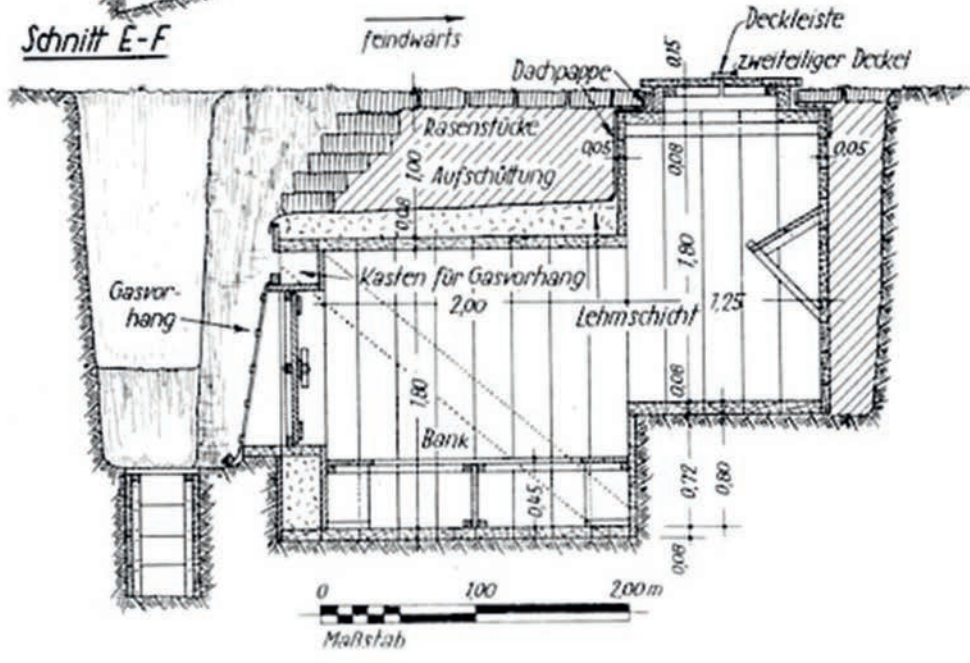 Schnitt E-F
feindwärts
Deckleiste
0,15
zweiteiliger Deckel
Dachpappe
Rasenstücke
0,05
0,08
0,05
1,00
Aufschüttung
0,08
1,80
Kasten für Gasvorhang
Gasvor-
hang
2,00
1,25
Lehmschicht
1,80
0,08
Bank
0,45
0,72
0,80
0,08
0
1,00
2,00 m
Maßstab